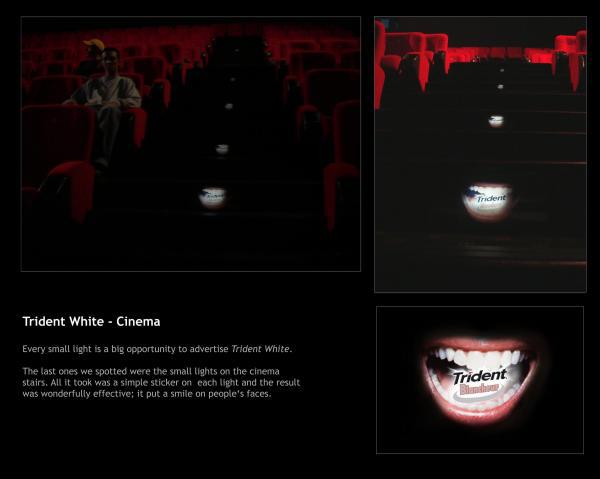 Trident
Trident
Trident White - Cinema
Every small light is a big opportunity to advertise Trident White.
The last ones we spotted were the small lights on the cinema
stairs. All it took was a simple sticker on each light and the result
was wonderfully effective; it put a smile on people's faces.
Trident
Blancheur